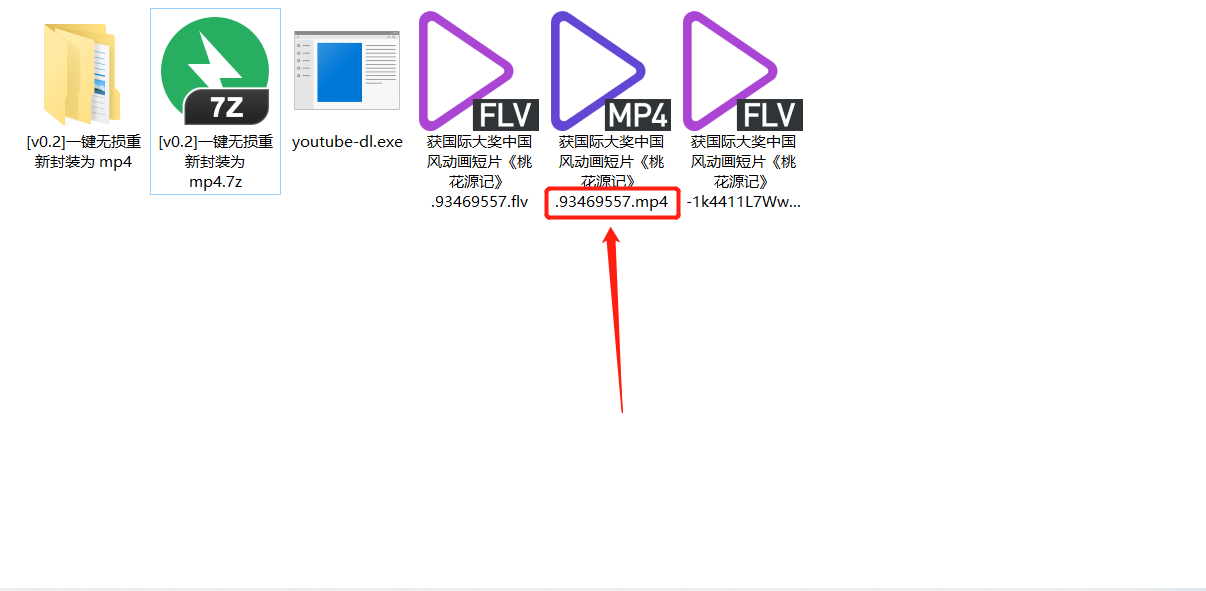 [v0.2]一键无损重
新封装为 mp4
7Z
[v0.2]一键无损重
新封装为
mp4.7z
youtube-dl.exe
FLV
获国际大奖中国
风动画短片《桃
花源记》
.93469557.flv
MP4
获国际大奖中国
风动画短片《桃
花源记》
.93469557.mp4
FLV
获国际大奖中国
风动画短片《桃
花源记》
-1k4411L7Ww...